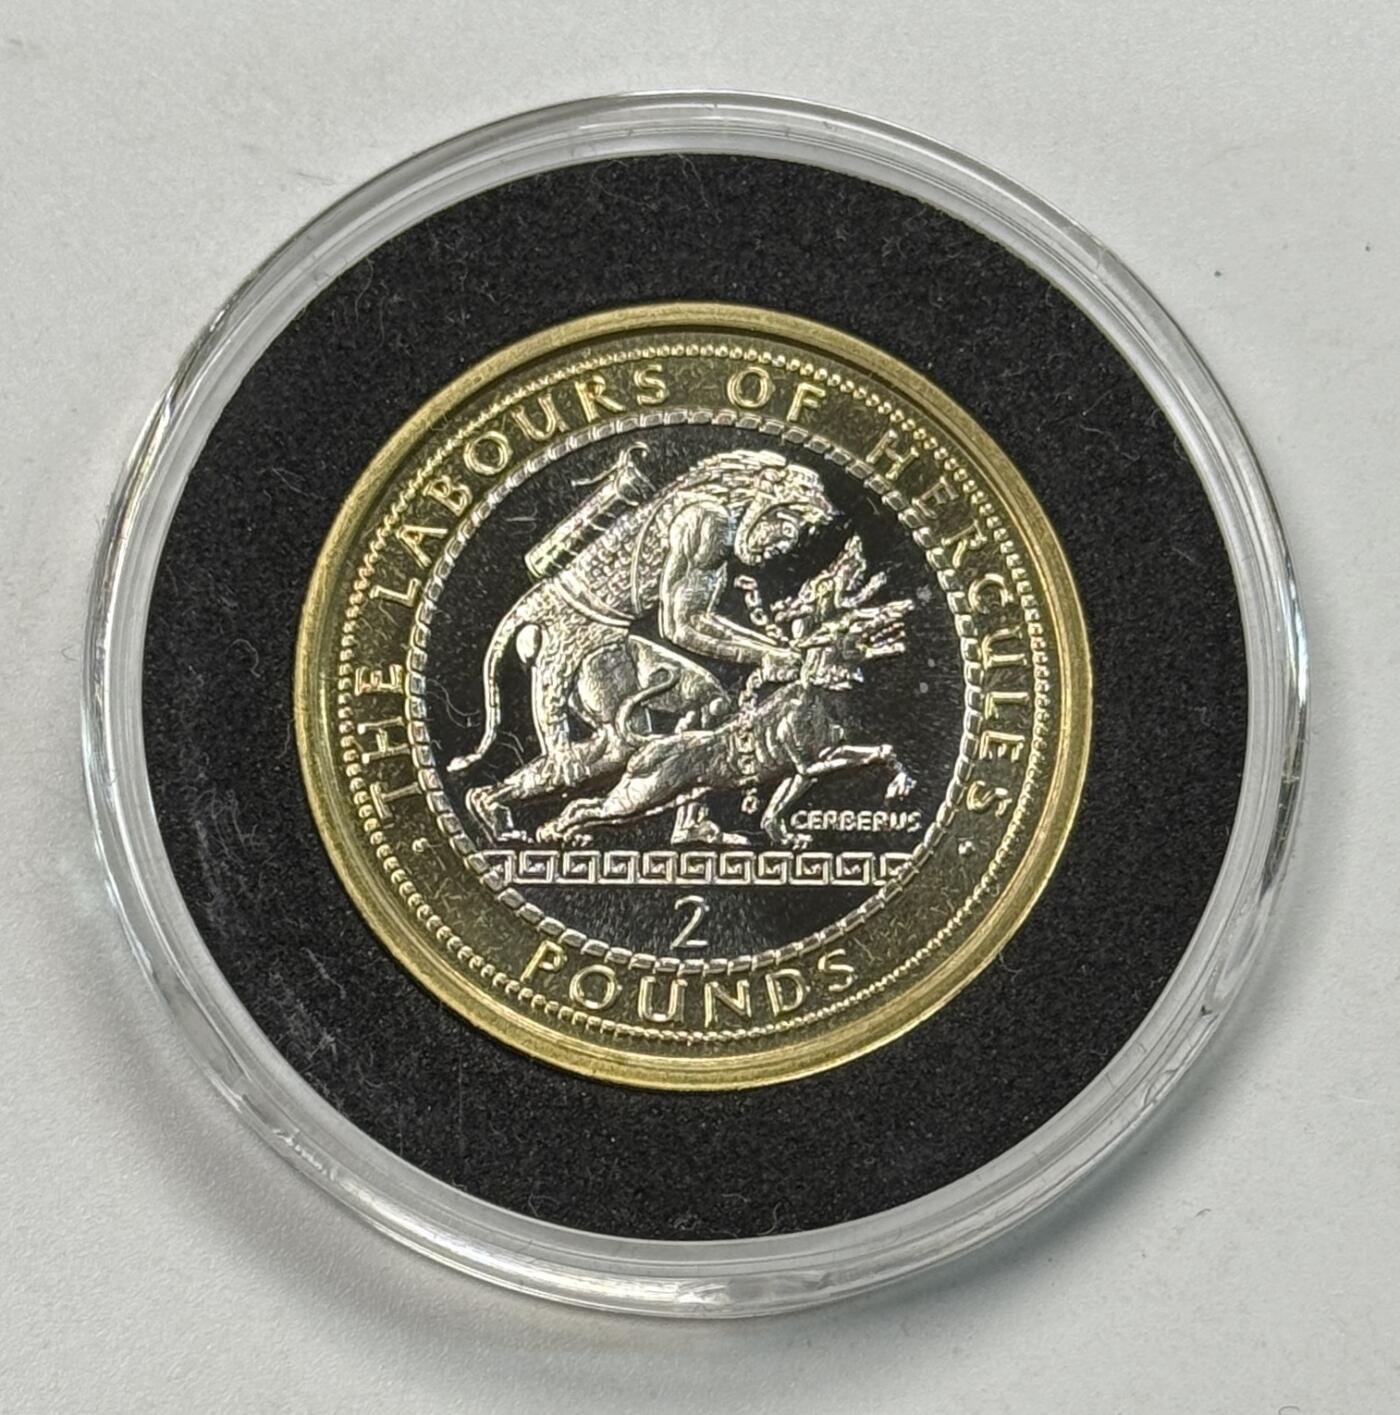 THE LABOURS OF HERCULES
CERBERUS
2
POUNDS